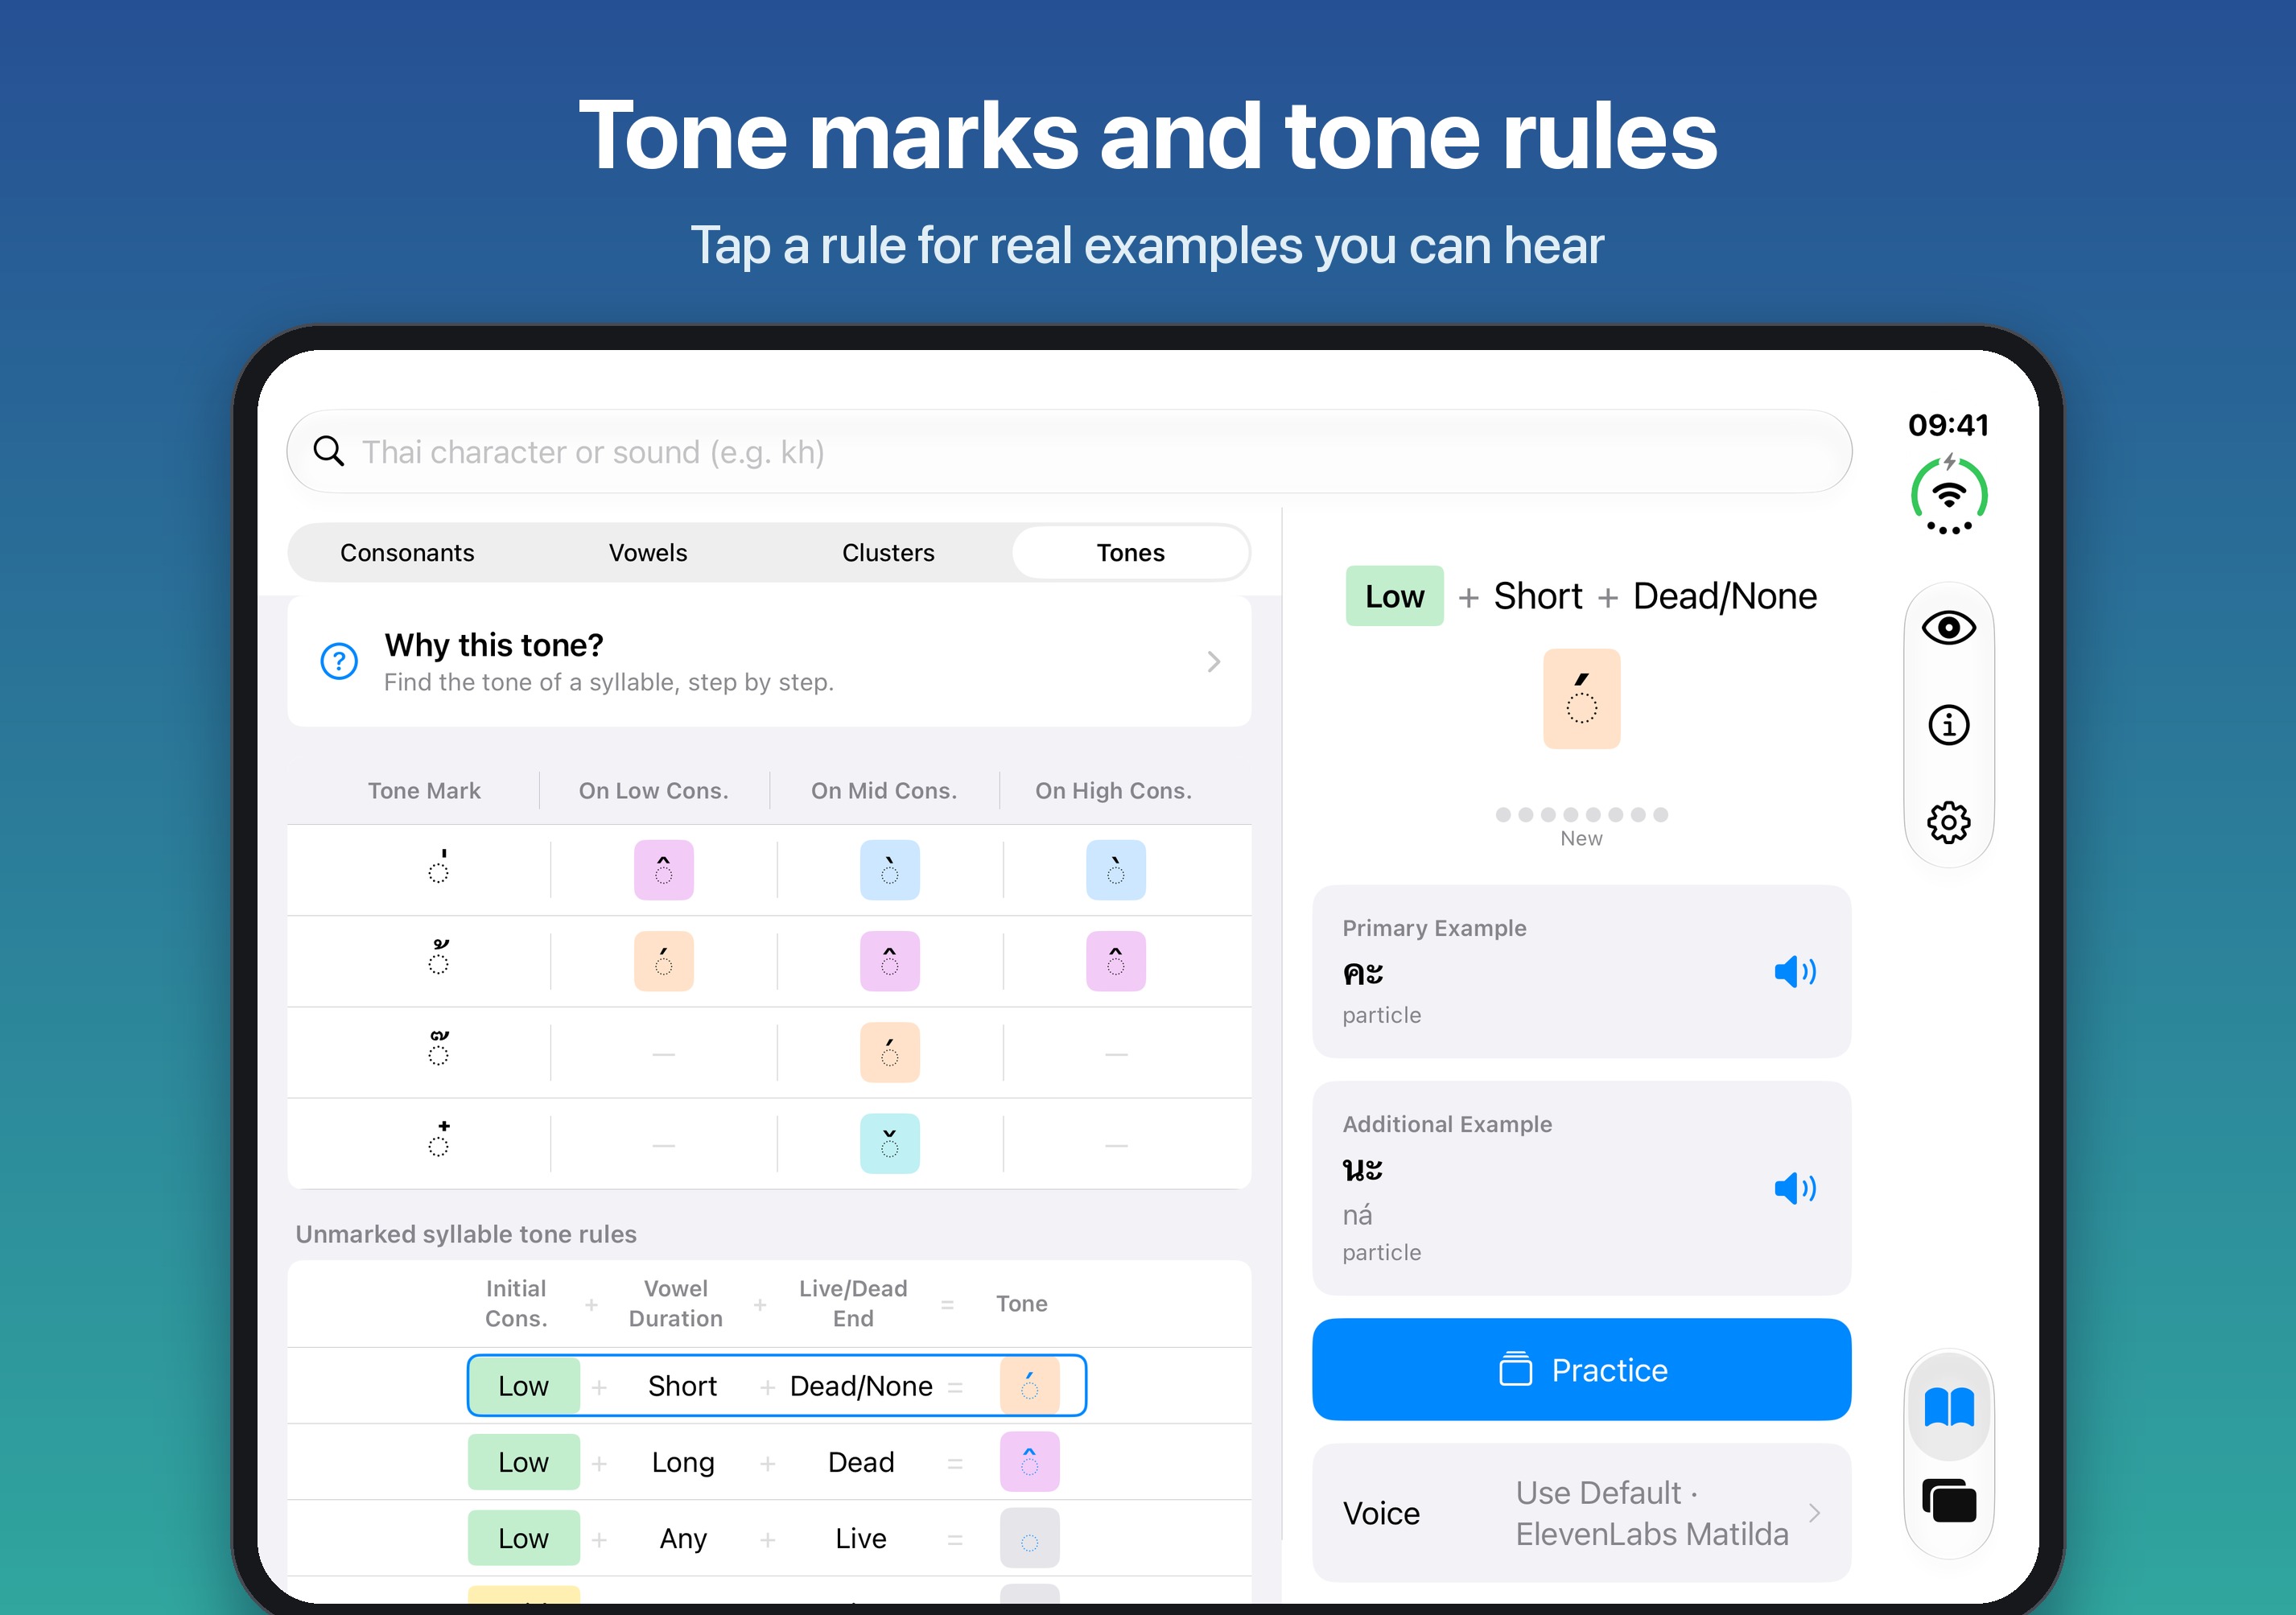 Tone marks and tone rules
Tap a rule for real examples you can hear
Thai character or sound (e.g. kh)
09:41
Consonants Vowels Clusters Tones
Why this tone?
Find the tone of a syllable, step by step.
Tone Mark On Low Cons. On Mid Cons. On High Cons.
◌่ ◌̂ ◌̀ ◌̀
◌้ ◌́ ◌̂ ◌̂
◌๊ — ◌́ —
◌๋ — ◌̌ —
Unmarked syllable tone rules
Initial Cons. + Vowel Duration + Live/Dead End = Tone
Low + Short + Dead/None = ◌́
Low + Long + Dead = ◌̂
Low + Any + Live = ◌
Low + Short + Dead/None
◌́
New
Primary Example
คะ
particle
Additional Example
นะ
ná
particle
Practice
Voice
Use Default ·
ElevenLabs Matilda